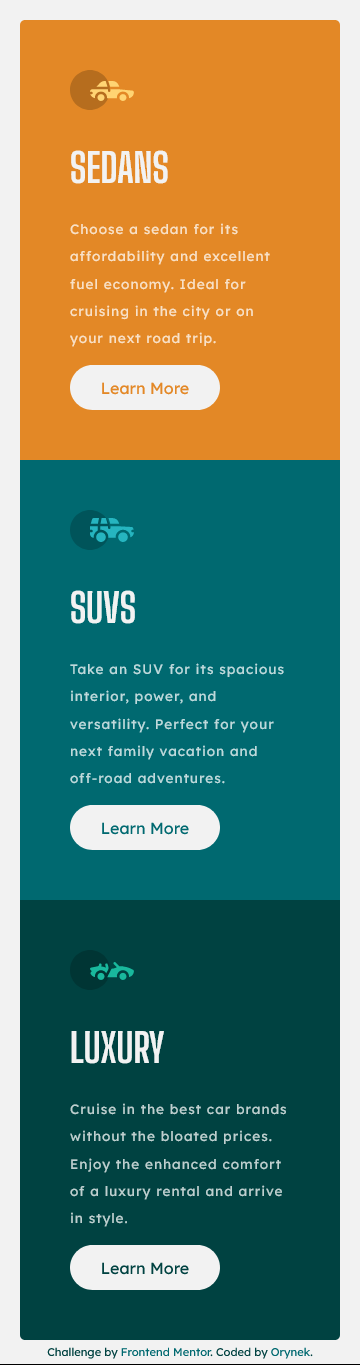 SEDANS
Choose a sedan for its
affordability and excellent
fuel economy. Ideal for
cruising in the city or on
your next road trip.
Learn More
SUVS
Take an SUV for its spacious
interior, power, and
versatility. Perfect for your
next family vacation and
off-road adventures.
Learn More
LUXURY
Cruise in the best car brands
without the bloated prices.
Enjoy the enhanced comfort
of a luxury rental and arrive
in style.
Learn More
Challenge by Frontend Mentor. Coded by Orynek.